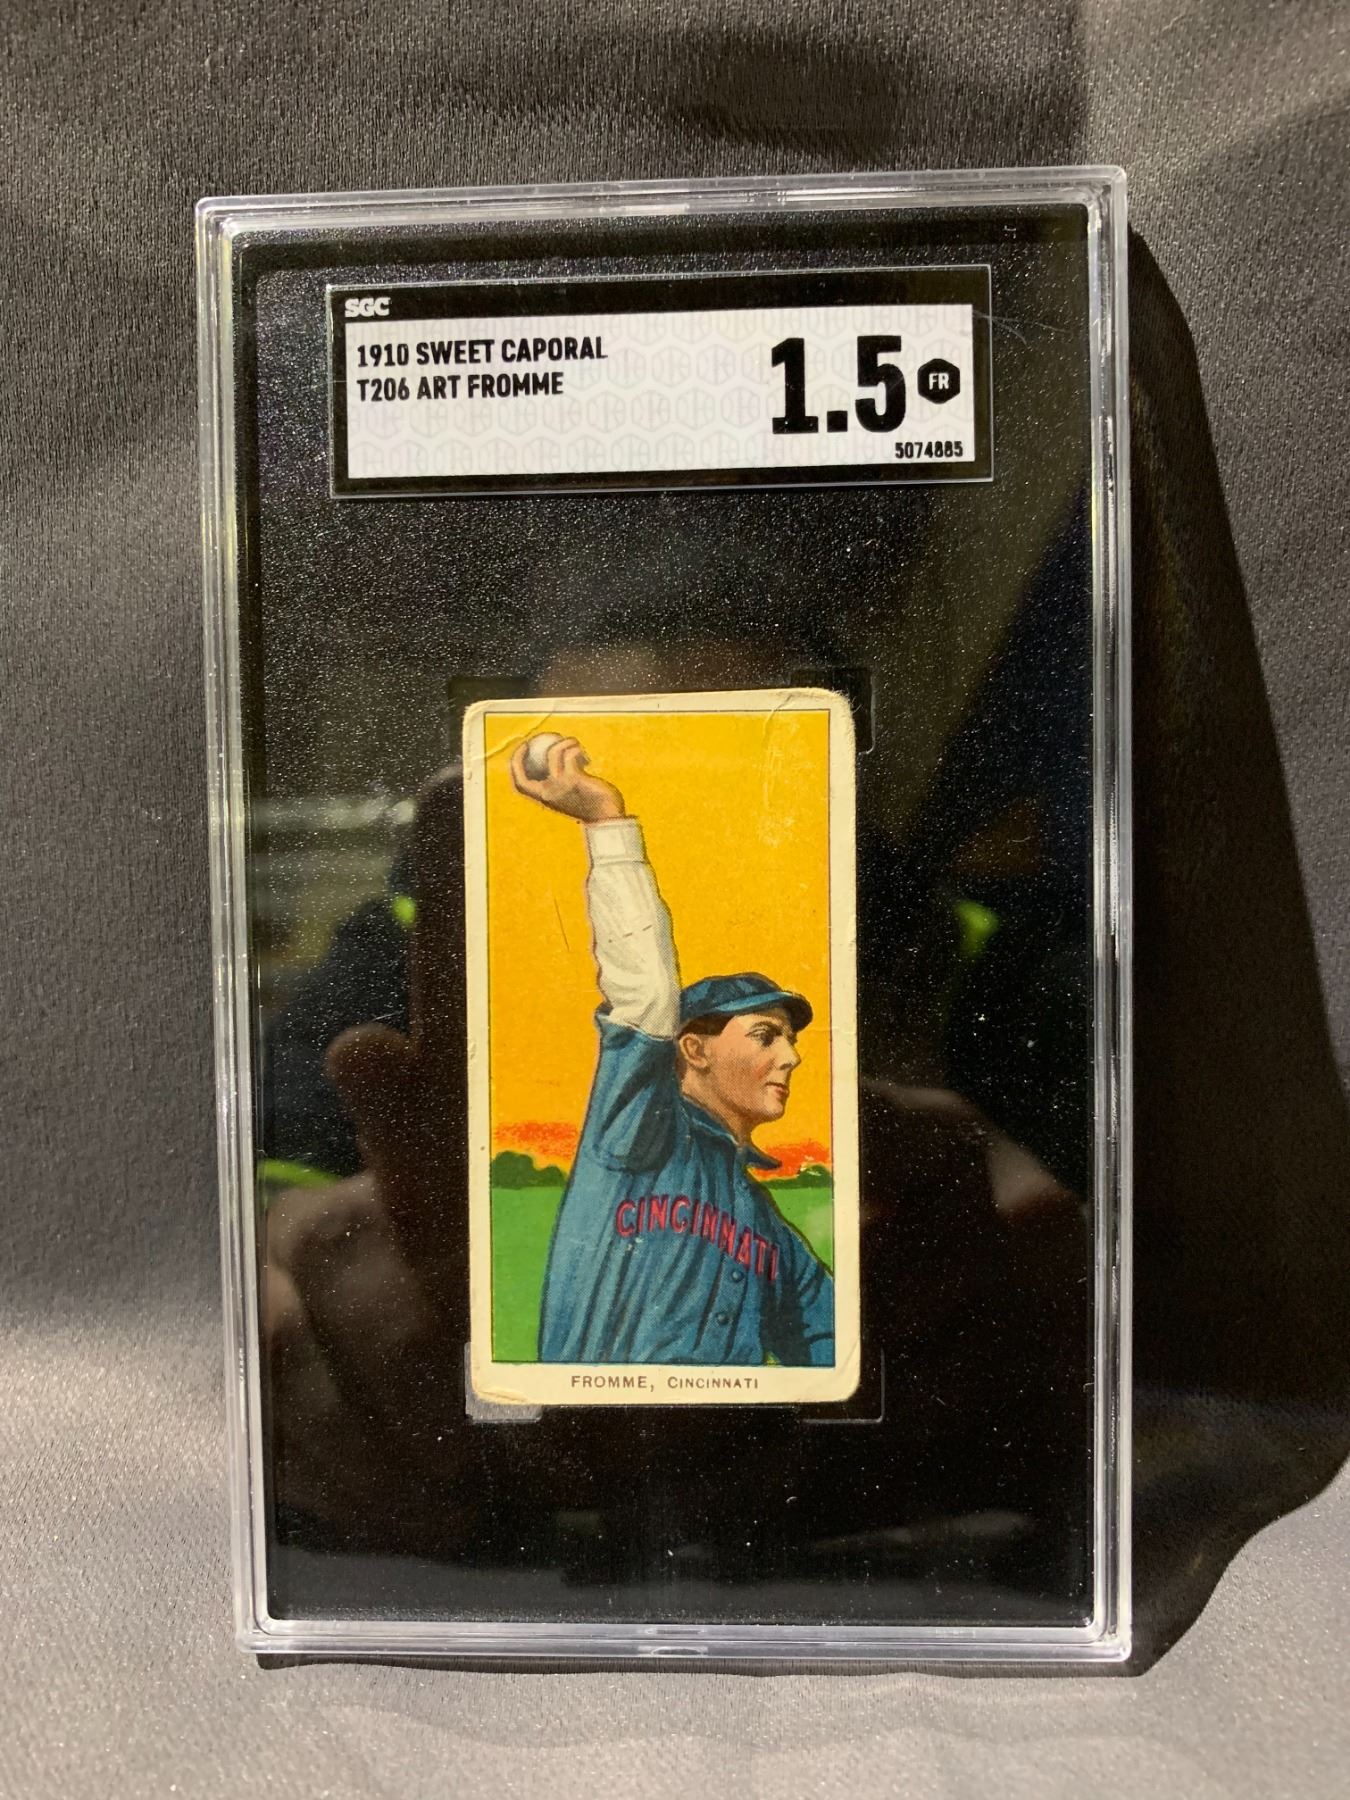 SGC
1910 SWEET CAPORAL
T206 ART FROMME
1.5 FR
5074885
CINCINNATI
FROMME, CINCINNATI